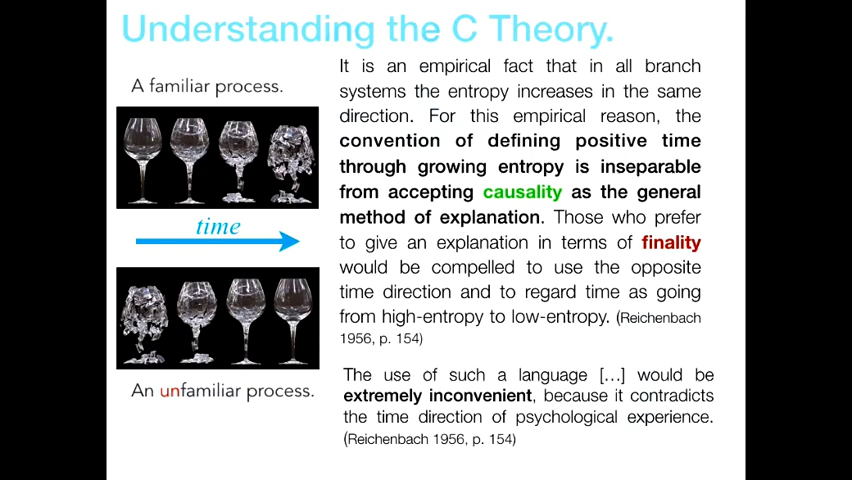 Understanding the C Theory.
A familiar process.
time
An unfamiliar process.
It is an empirical fact that in all branch
systems the entropy increases in the same
direction. For this empirical reason, the
convention of defining positive time
through growing entropy is inseparable
from accepting causality as the general
method of explanation. Those who prefer
to give an explanation in terms of finality
would be compelled to use the opposite
time direction and to regard time as going
from high-entropy to low-entropy. (Reichenbach
1956, p. 154)
The use of such a language […] would be
extremely inconvenient, because it contradicts
the time direction of psychological experience.
(Reichenbach 1956, p. 154)